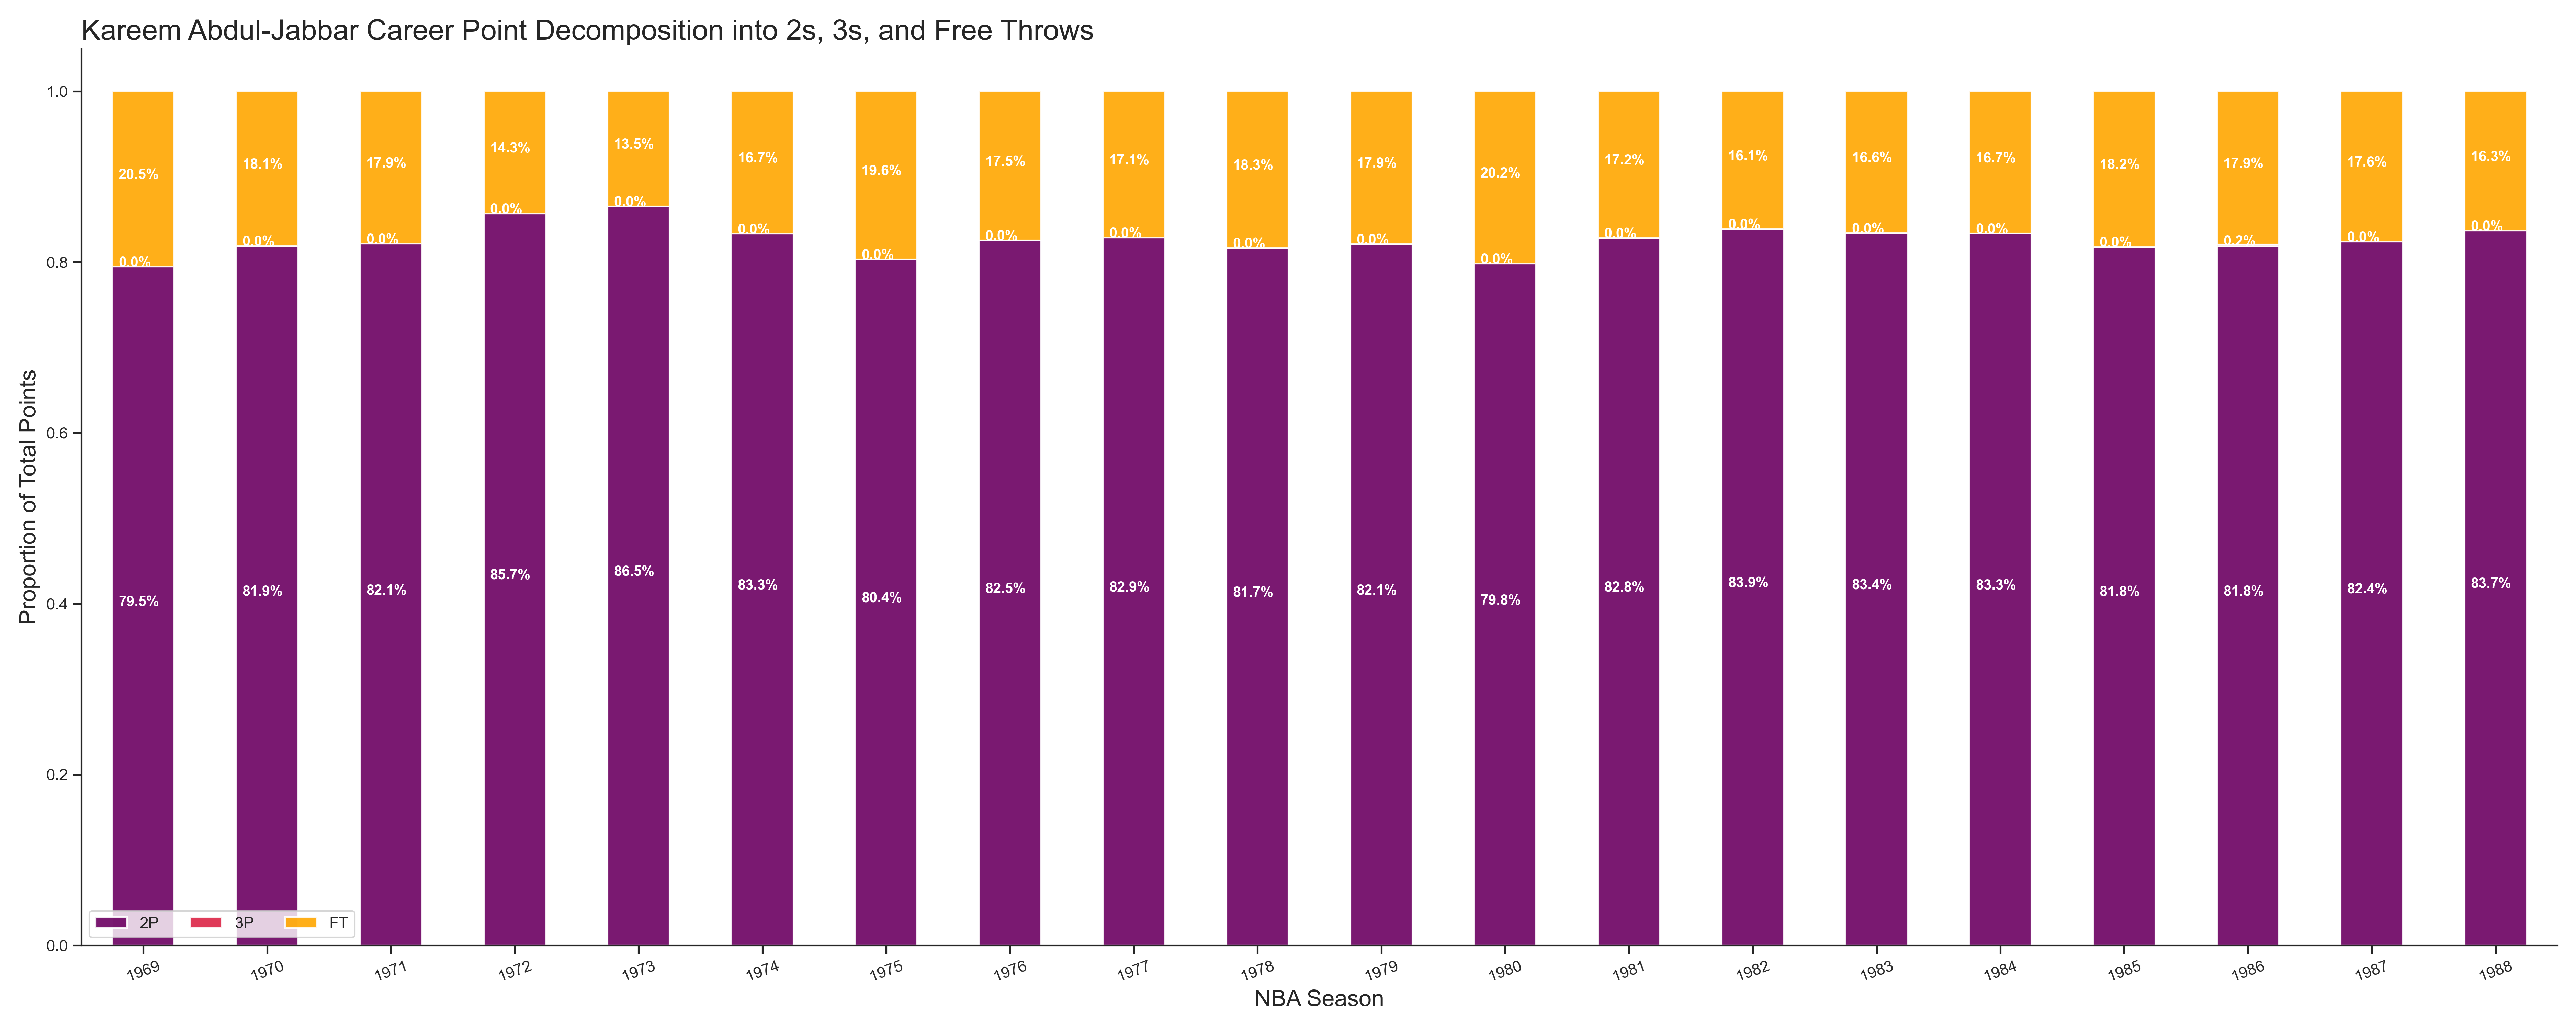 Kareem Abdul-Jabbar Career Point Decomposition into 2s, 3s, and Free Throws
Proportion of Total Points
1.0
0.8
0.6
0.4
0.2
0.0
20.5% 18.1% 17.9% 14.3% 13.5% 16.7% 19.6% 17.5% 17.1% 18.3% 17.9% 20.2% 17.2% 16.1% 16.6% 16.7% 18.2% 17.9% 17.6% 16.3%
0.0% 0.0% 0.0% 0.0% 0.0% 0.0% 0.0% 0.0% 0.0% 0.0% 0.0% 0.0% 0.0% 0.0% 0.0% 0.0% 0.0% 0.2% 0.0% 0.0%
79.5% 81.9% 82.1% 85.7% 86.5% 83.3% 80.4% 82.5% 82.9% 81.7% 82.1% 79.8% 82.8% 83.9% 83.4% 83.3% 81.8% 81.8% 82.4% 83.7%
2P 3P FT
1969 1970 1971 1972 1973 1974 1975 1976 1977 1978 1979 1980 1981 1982 1983 1984 1985 1986 1987 1988
NBA Season